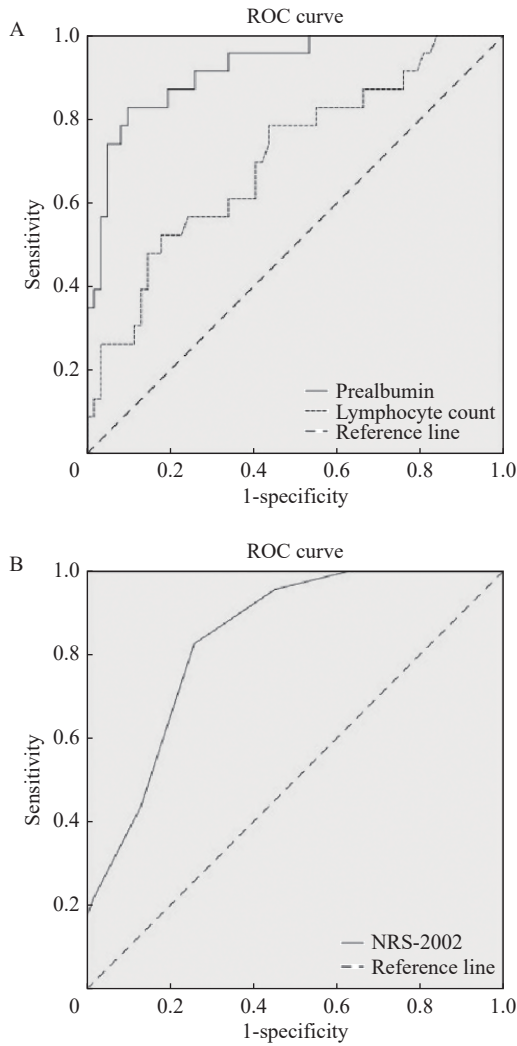 A
ROC curve
1.0
0.8
0.6
0.4
0.2
0
0.2
0.4
0.6
0.8
1.0
Sensitivity
1-specificity
Prealbumin
Lymphocyte count
Reference line
B
ROC curve
1.0
0.8
0.6
0.4
0.2
0
0.2
0.4
0.6
0.8
1.0
Sensitivity
1-specificity
NRS-2002
Reference line